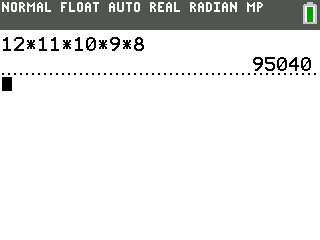 NORMAL FLOAT AUTO REAL RADIAN MP
12*11*10*9*8
95040